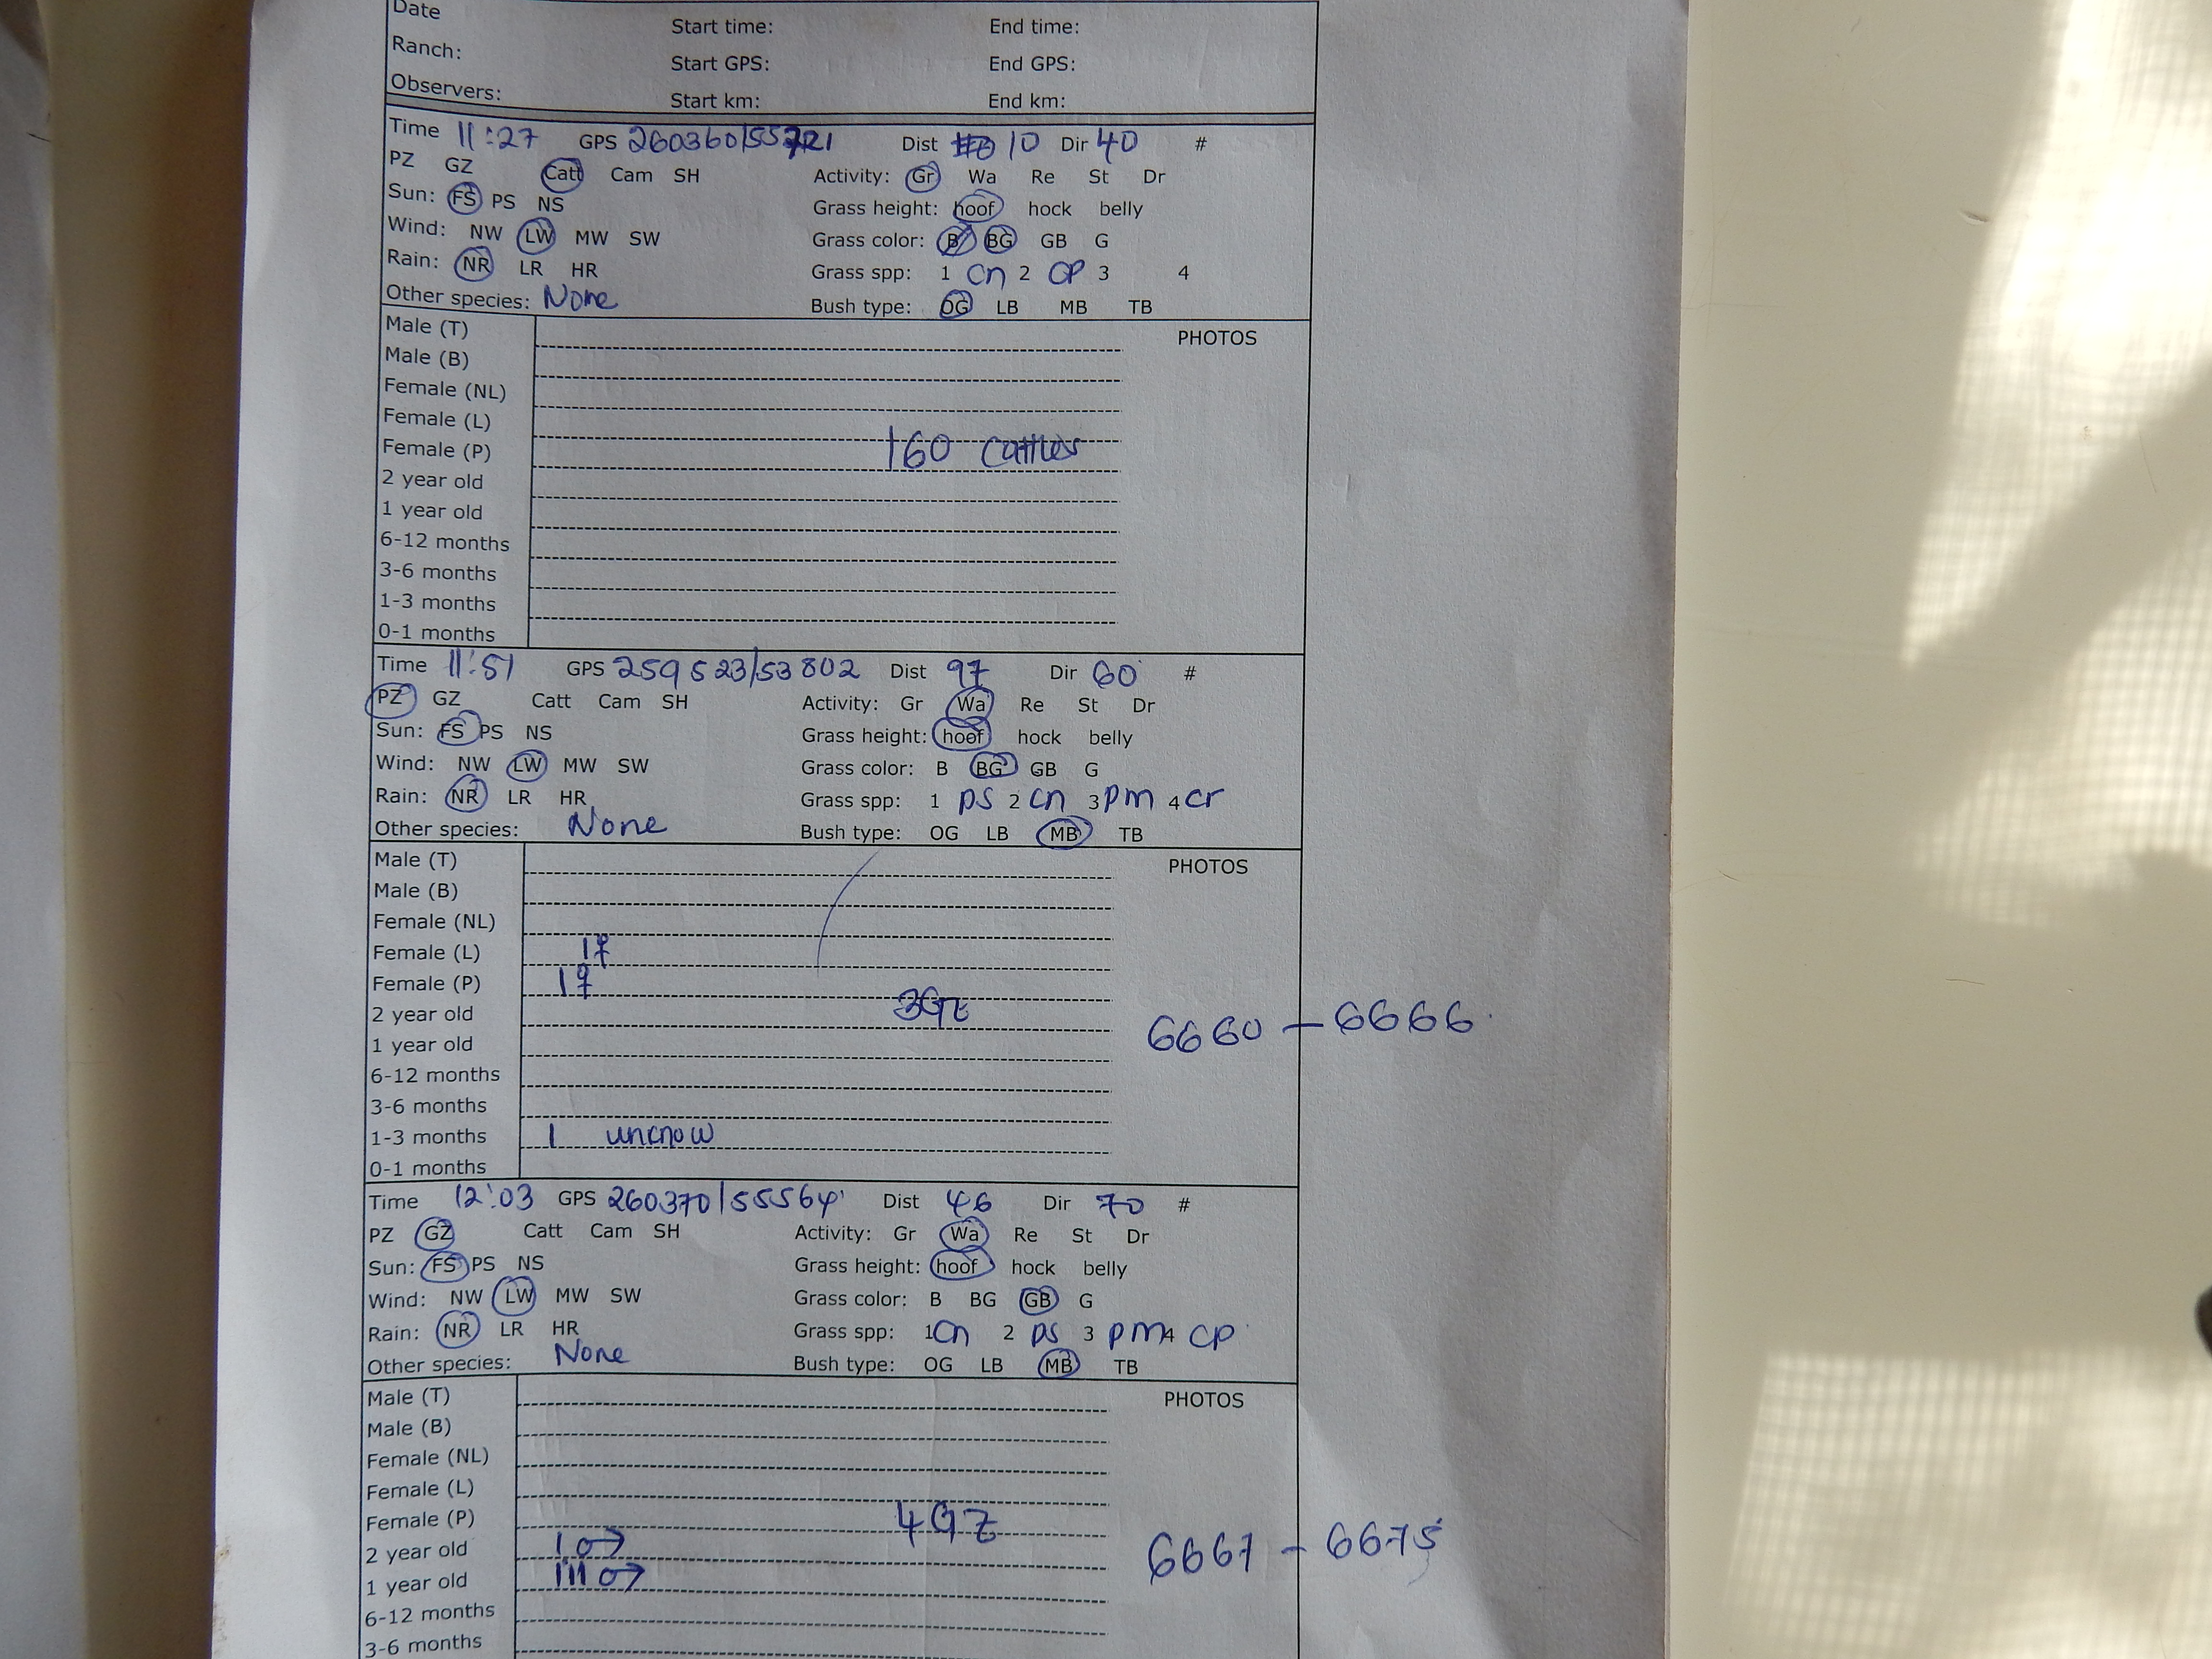 Date Start time: End time:
Ranch: Start GPS: End GPS:
Observers: Start km: End km:
Time 11:27 GPS 260360/55721 Dist 10 Dir 40 #
PZ GZ Catt Cam SH Activity: Gr Wa Re St Dr
Sun: FS PS NS Grass height: hoof hock belly
Wind: NW LW MW SW Grass color: B BG GB G
Rain: NR LR HR Grass spp: 1 Cn 2 CP 3 4
Other species: None Bush type: OG LB MB TB
Male (T) PHOTOS
Male (B)
Female (NL)
Female (L)
Female (P) 160 Cattles
2 year old
1 year old
6-12 months
3-6 months
1-3 months
0-1 months
Time 11:51 GPS 259523/53802 Dist 97 Dir 60 #
PZ GZ Catt Cam SH Activity: Gr Wa Re St Dr
Sun: FS PS NS Grass height: hoof hock belly
Wind: NW LW MW SW Grass color: B BG GB G
Rain: NR LR HR Grass spp: 1 ps 2 cn 3 pm 4 cr
Other species: None Bush type: OG LB MB TB
Male (T) PHOTOS
Male (B)
Female (NL)
Female (L) 1♀
Female (P) 1♀
2 year old 6660 - 6666
1 year old
6-12 months
3-6 months
1-3 months 1 uncnow
0-1 months
Time 12:03 GPS 260370/55564 Dist 46 Dir 70 #
PZ GZ Catt Cam SH Activity: Gr Wa Re St Dr
Sun: FS PS NS Grass height: hoof hock belly
Wind: NW LW MW SW Grass color: B BG GB G
Rain: NR LR HR Grass spp: 1 Cn 2 ps 3 pm 4 cp
Other species: None Bush type: OG LB MB TB
Male (T) PHOTOS
Male (B)
Female (NL)
Female (L)
Female (P) 4GZ
2 year old 1♂ 6667 - 6675
1 year old 111♂
6-12 months
3-6 months